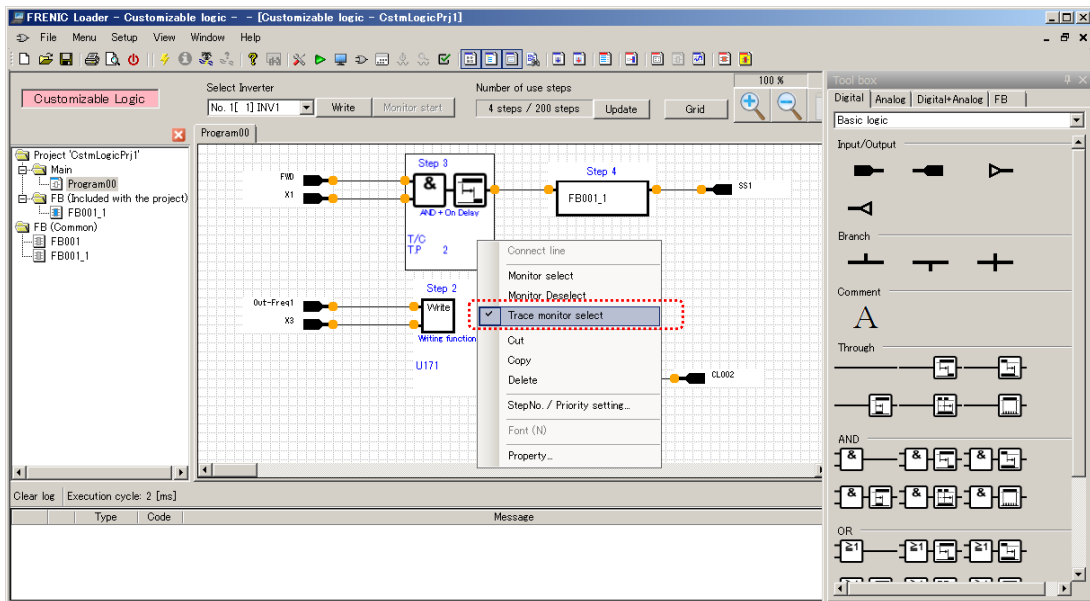 FRENIC Loader - Customizable logic - - [Customizable logic - CstmLogicPrj1]
File Menu Setup View Window Help
Customizable Logic
Select Inverter
No. 1[ 1] INV1
Write
Monitor start
Number of use steps
4 steps / 200 steps
Update
Grid
100 %
Project 'CstmLogicPrj1'
Main
Program00
FB (Included with the project)
FB001_1
FB (Common)
FB001
FB001_1
Program00
FWD
X1
Step 3
&
AND + On Delay
T/C
T.P 2
Step 4
FB001_1
SS1
Out-Freq1
X3
Step 2
Write
Writing function
U171
CLO02
Connect line
Monitor select
Monitor Deselect
Trace monitor select
Cut
Copy
Delete
StepNo. / Priority setting...
Font (N)
Property...
Tool box
Digital Analog Digital+Analog FB
Basic logic
Input/Output
Branch
Comment
A
Through
AND
& & &
& & &
OR
≧1 ≧1 ≧1
Clear log Execution cycle: 2 [ms]
Type Code Message